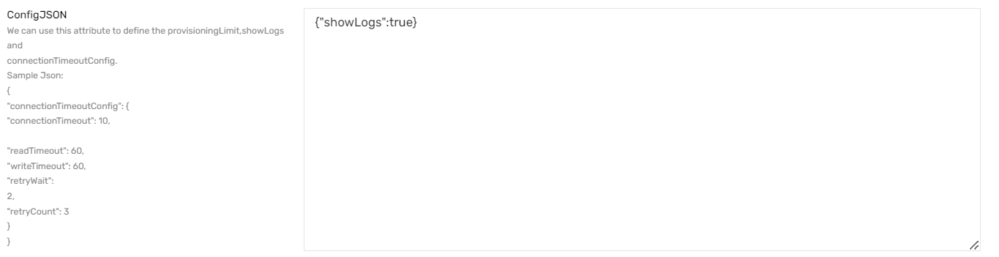 ConfigJSON
We can use this attribute to define the provisioningLimit,showLogs
and
connectionTimeoutConfig.
Sample Json:
{
"connectionTimeoutConfig": {
"connectionTimeout": 10,
"readTimeout": 60,
"writeTimeout": 60,
"retryWait":
2,
"retryCount": 3
}
}
{"showLogs":true}